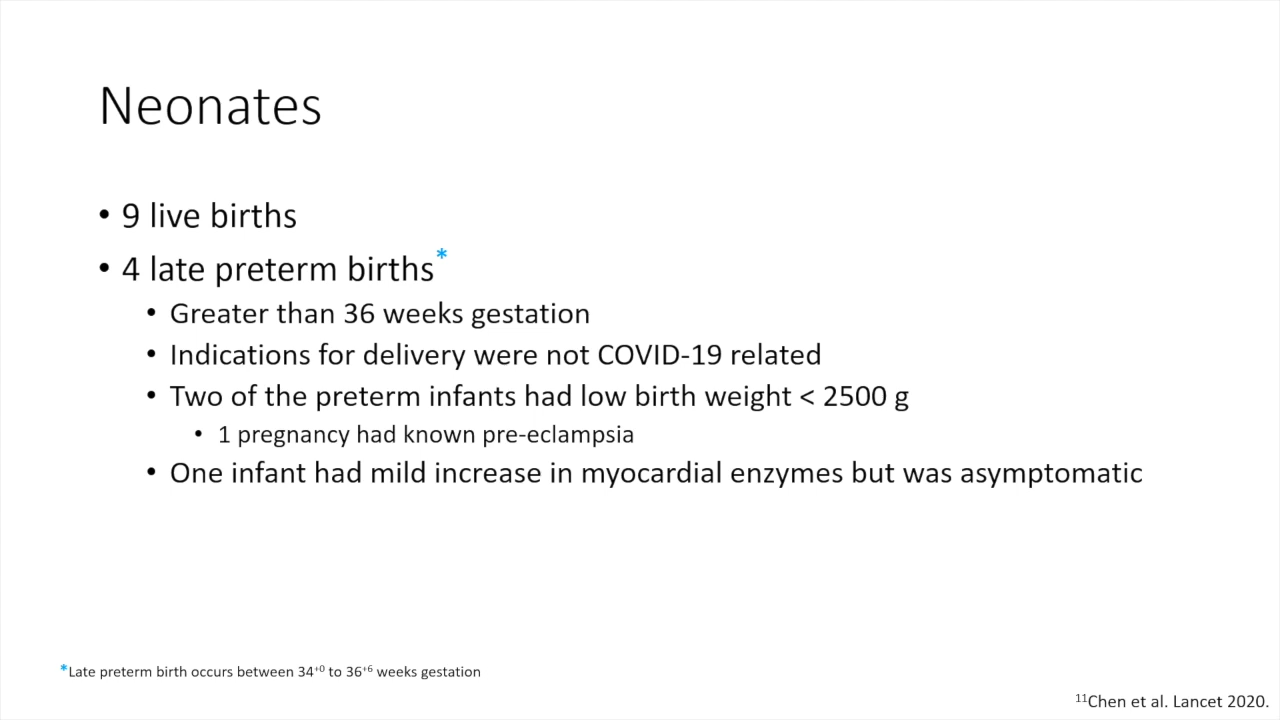 Neonates
• 9 live births
• 4 late preterm births*
• Greater than 36 weeks gestation
• Indications for delivery were not COVID-19 related
• Two of the preterm infants had low birth weight < 2500 g
• 1 pregnancy had known pre-eclampsia
• One infant had mild increase in myocardial enzymes but was asymptomatic
*Late preterm birth occurs between 34⁺⁰ to 36⁺⁶ weeks gestation
¹¹Chen et al. Lancet 2020.